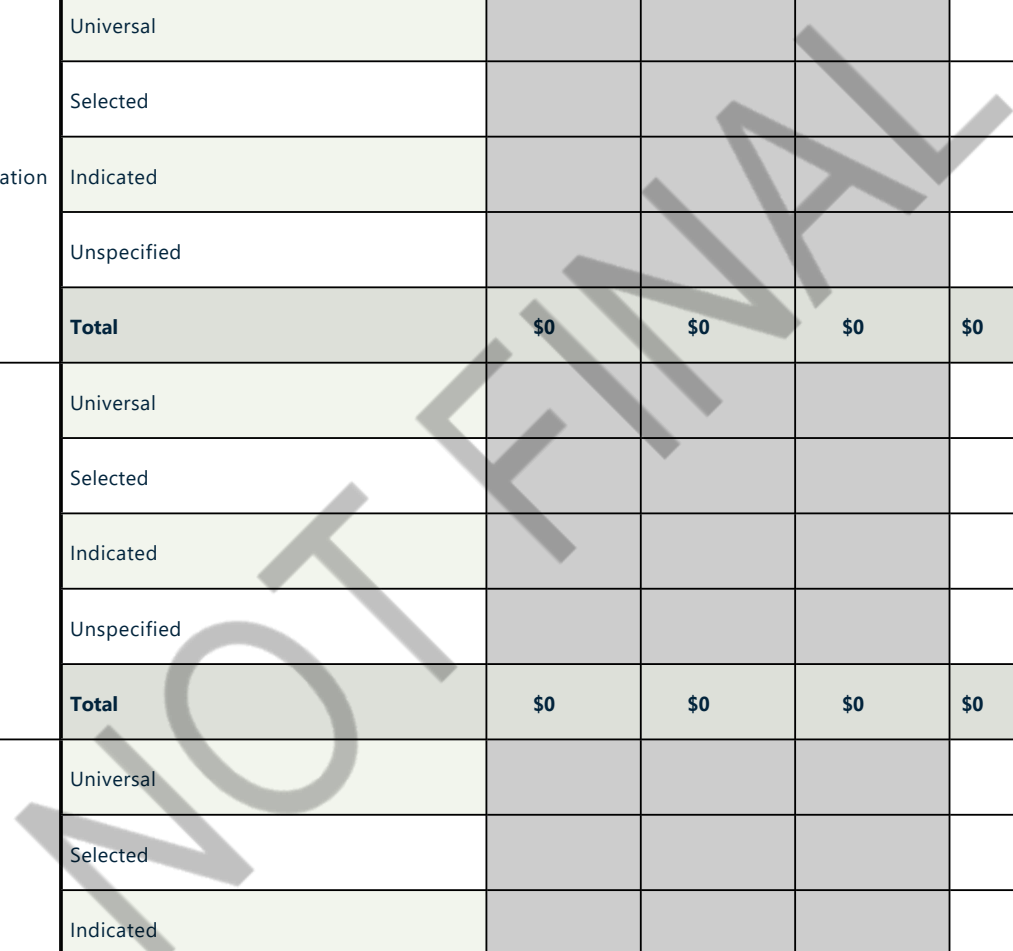 Universal
Selected
ation Indicated
Unspecified
Total $0 $0 $0 $0
Universal
Selected
Indicated
Unspecified
Total $0 $0 $0 $0
Universal
Selected
Indicated
NOT FINAL